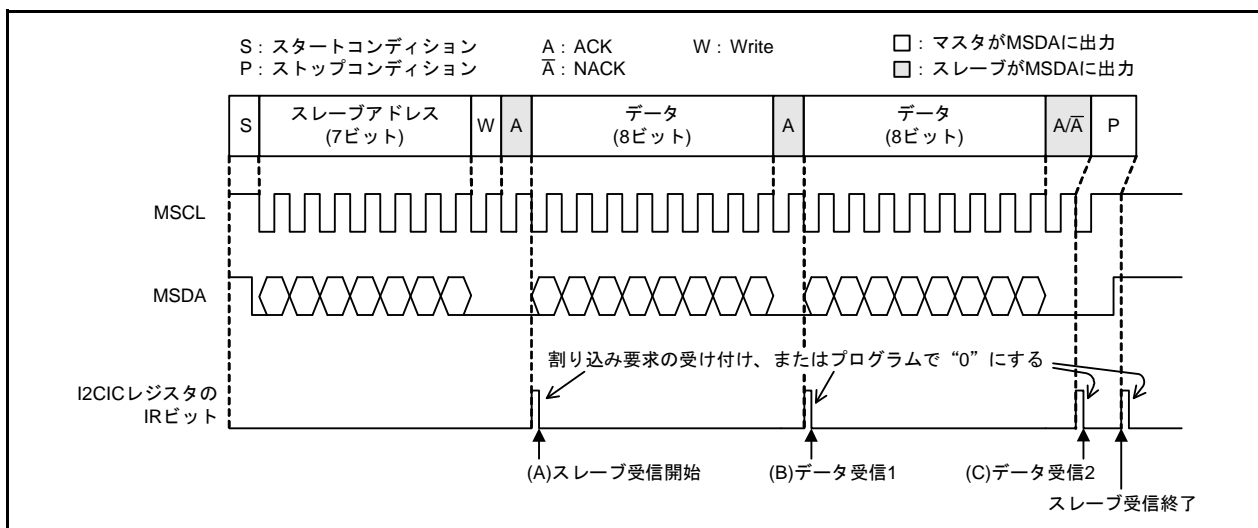 S：スタートコンディション A：ACK W：Write □：マスタがMSDAに出力
P：ストップコンディション A̅：NACK □：スレーブがMSDAに出力
S スレーブアドレス (7ビット) W A データ (8ビット) A データ (8ビット) A/A̅ P
MSCL
MSDA
割り込み要求の受け付け、またはプログラムで“0”にする
I2CICレジスタの
IRビット
(A)スレーブ受信開始 (B)データ受信1 (C)データ受信2
スレーブ受信終了